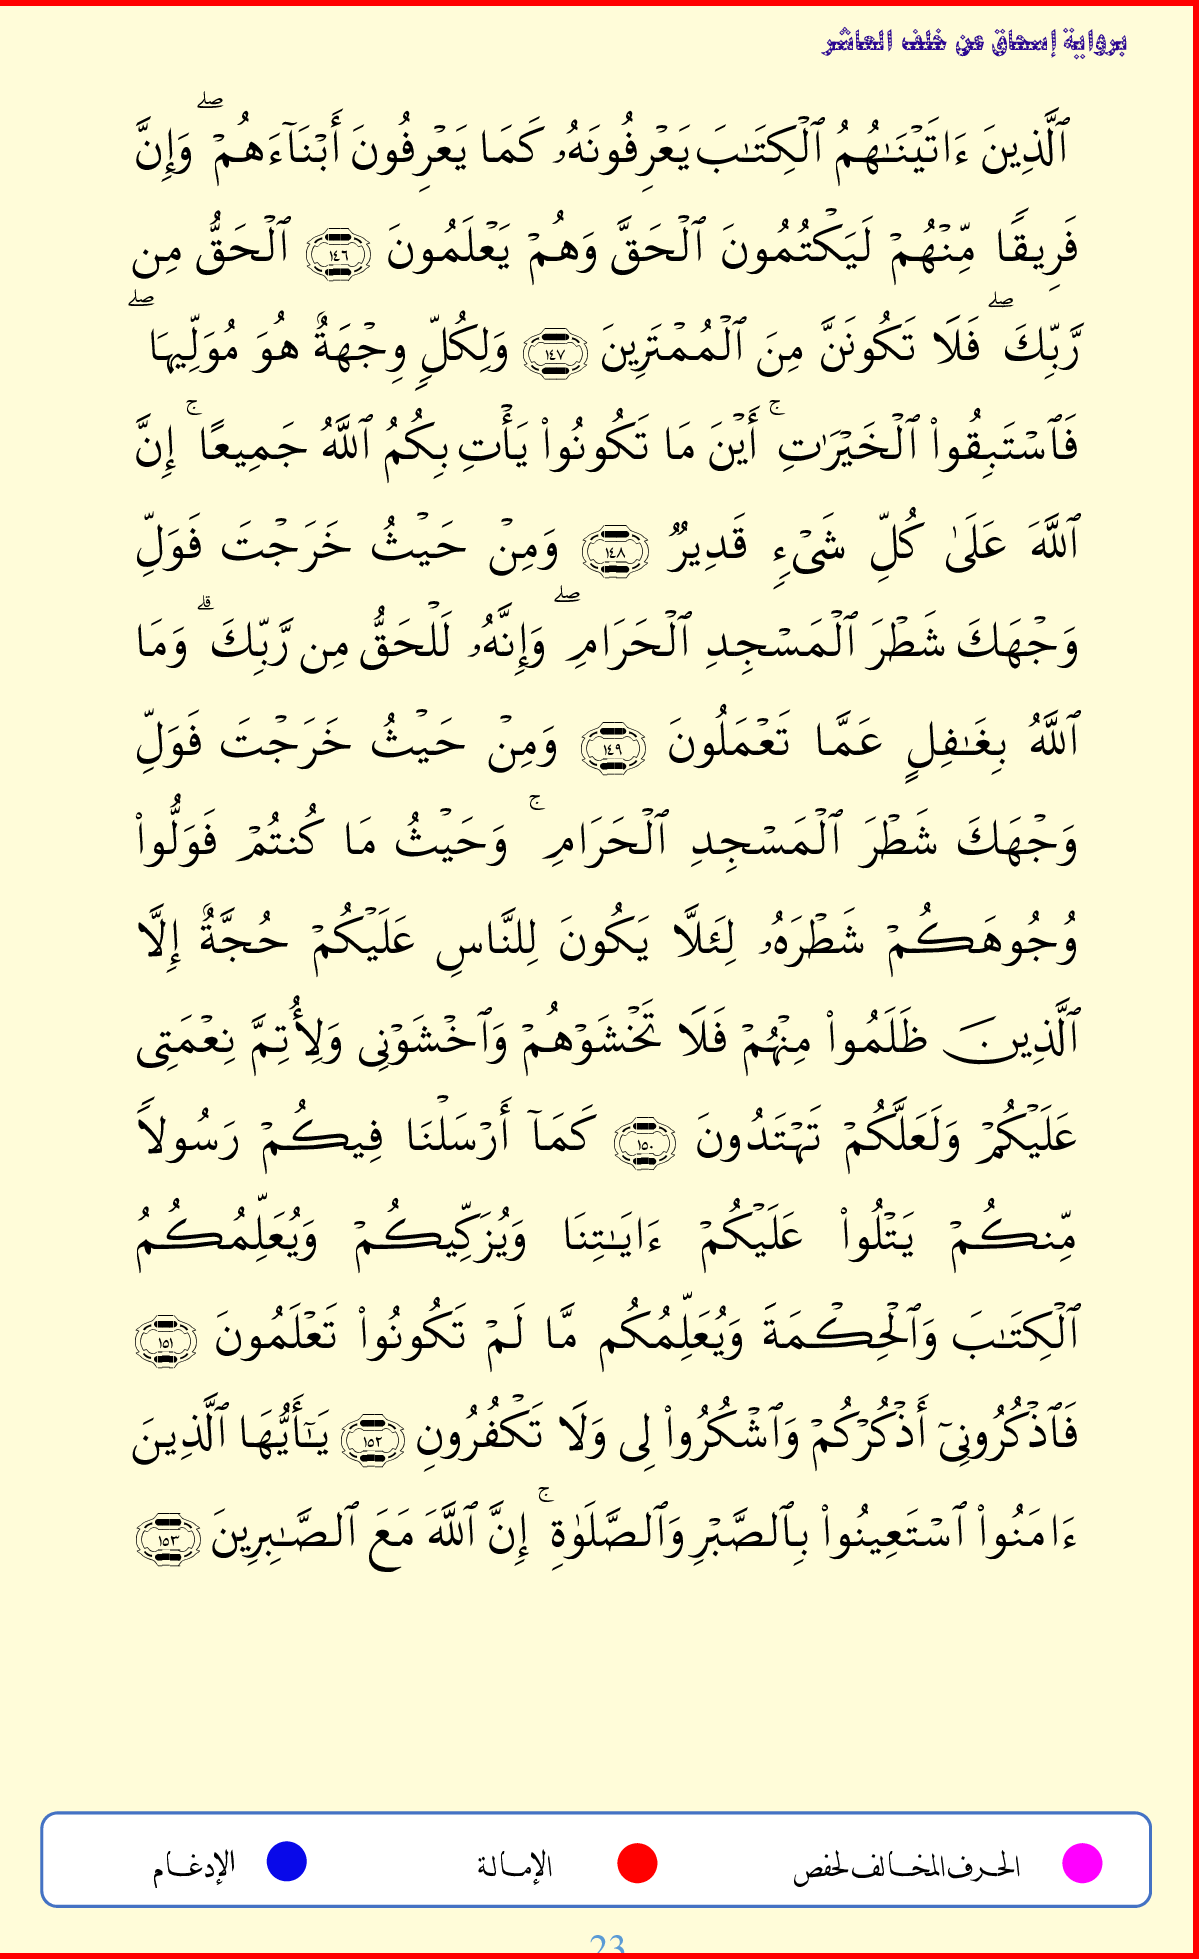 برواية إسحاق عن خلف العاشر
ٱلَّذِينَ ءَاتَيۡنَٰهُمُ ٱلۡكِتَٰبَ يَعۡرِفُونَهُۥ كَمَا يَعۡرِفُونَ أَبۡنَآءَهُمۡۖ وَإِنَّ
فَرِيقًا مِّنۡهُمۡ لَيَكۡتُمُونَ ٱلۡحَقَّ وَهُمۡ يَعۡلَمُونَ ١٤٦ ٱلۡحَقُّ مِن
رَّبِّكَۖ فَلَا تَكُونَنَّ مِنَ ٱلۡمُمۡتَرِينَ ١٤٧ وَلِكُلّٖ وِجۡهَةٌ هُوَ مُوَلِّيهَاۖ
فَٱسۡتَبِقُواْ ٱلۡخَيۡرَٰتِۚ أَيۡنَ مَا تَكُونُواْ يَأۡتِ بِكُمُ ٱللَّهُ جَمِيعًاۚ إِنَّ
ٱللَّهَ عَلَىٰ كُلِّ شَيۡءٖ قَدِيرٞ ١٤٨ وَمِنۡ حَيۡثُ خَرَجۡتَ فَوَلِّ
وَجۡهَكَ شَطۡرَ ٱلۡمَسۡجِدِ ٱلۡحَرَامِۖ وَإِنَّهُۥ لَلۡحَقُّ مِن رَّبِّكَۗ وَمَا
ٱللَّهُ بِغَٰفِلٍ عَمَّا تَعۡمَلُونَ ١٤٩ وَمِنۡ حَيۡثُ خَرَجۡتَ فَوَلِّ
وَجۡهَكَ شَطۡرَ ٱلۡمَسۡجِدِ ٱلۡحَرَامِۚ وَحَيۡثُ مَا كُنتُمۡ فَوَلُّواْ
وُجُوهَكُمۡ شَطۡرَهُۥ لِئَلَّا يَكُونَ لِلنَّاسِ عَلَيۡكُمۡ حُجَّةٌ إِلَّا
ٱلَّذِينَ ظَلَمُواْ مِنۡهُمۡ فَلَا تَخۡشَوۡهُمۡ وَٱخۡشَوۡنِي وَلِأُتِمَّ نِعۡمَتِي
عَلَيۡكُمۡ وَلَعَلَّكُمۡ تَهۡتَدُونَ ١٥٠ كَمَآ أَرۡسَلۡنَا فِيكُمۡ رَسُولٗا
مِّنكُمۡ يَتۡلُواْ عَلَيۡكُمۡ ءَايَٰتِنَا وَيُزَكِّيكُمۡ وَيُعَلِّمُكُمُ
ٱلۡكِتَٰبَ وَٱلۡحِكۡمَةَ وَيُعَلِّمُكُم مَّا لَمۡ تَكُونُواْ تَعۡلَمُونَ ١٥١
فَٱذۡكُرُونِيٓ أَذۡكُرۡكُمۡ وَٱشۡكُرُواْ لِي وَلَا تَكۡفُرُونِ ١٥٢ يَٰٓأَيُّهَا ٱلَّذِينَ
ءَامَنُواْ ٱسۡتَعِينُواْ بِٱلصَّبۡرِ وَٱلصَّلَوٰةِۚ إِنَّ ٱللَّهَ مَعَ ٱلصَّٰبِرِينَ ١٥٣
الحرف المخالف لحفص الإمالة الإدغام
23